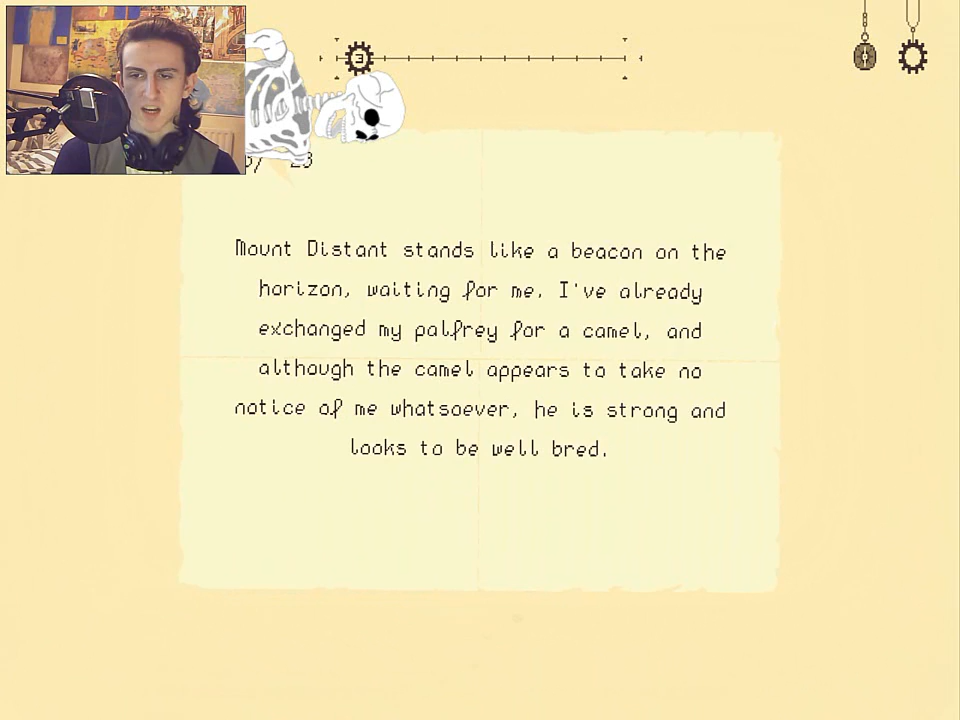 3
23
Mount Distant stands like a beacon on the
horizon, waiting for me. I've already
exchanged my palfrey for a camel, and
although the camel appears to take no
notice of me whatsoever, he is strong and
looks to be well bred.